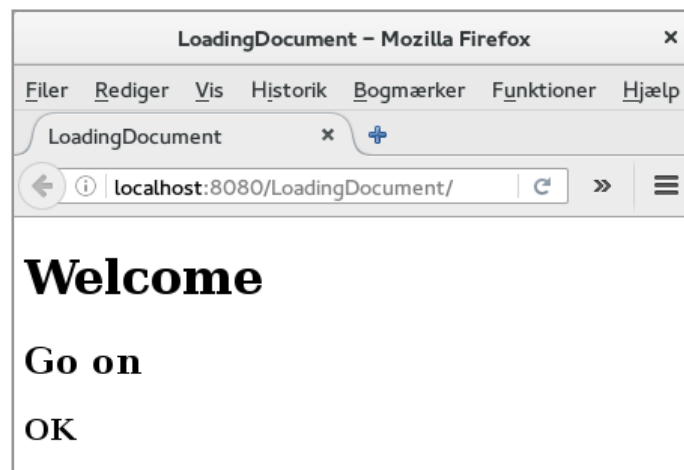 LoadingDocument – Mozilla Firefox ×
Filer Rediger Vis Historik Bogmærker Funktioner Hjælp
LoadingDocument ×
localhost:8080/LoadingDocument/
Welcome
Go on
OK